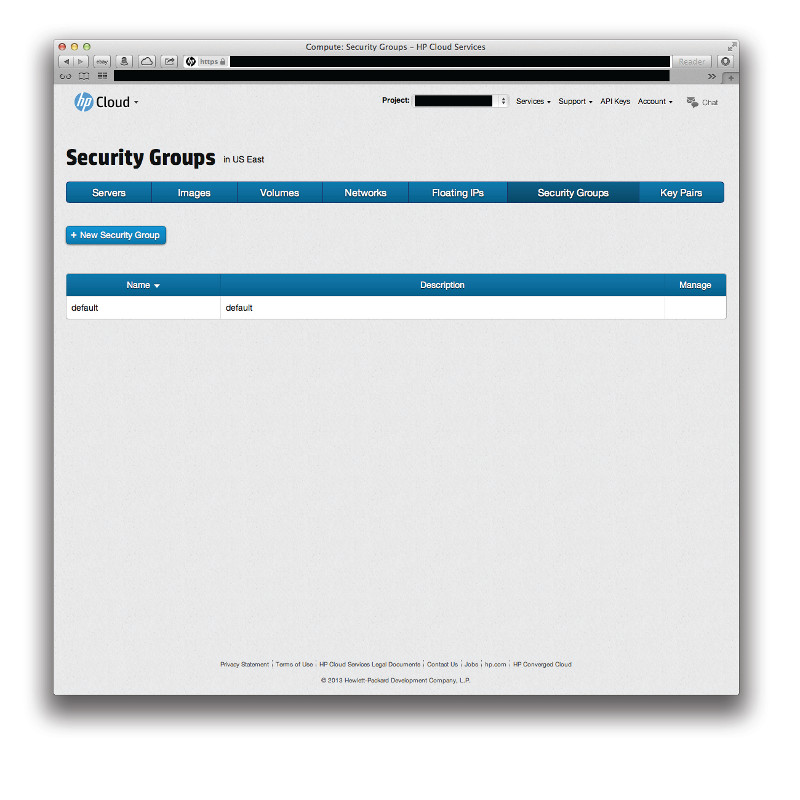 Compute: Security Groups – HP Cloud Services
ebay
hp https Reader
hp Cloud
Project: Services Support API Keys Account Chat
Security Groups in US East
Servers Images Volumes Networks Floating IPs Security Groups Key Pairs
+ New Security Group
Name Description Manage
default default
Privacy Statement | Terms of Use | HP Cloud Services Legal Documents | Contact Us | Jobs | hp.com | HP Converged Cloud
© 2013 Hewlett-Packard Development Company, L.P.